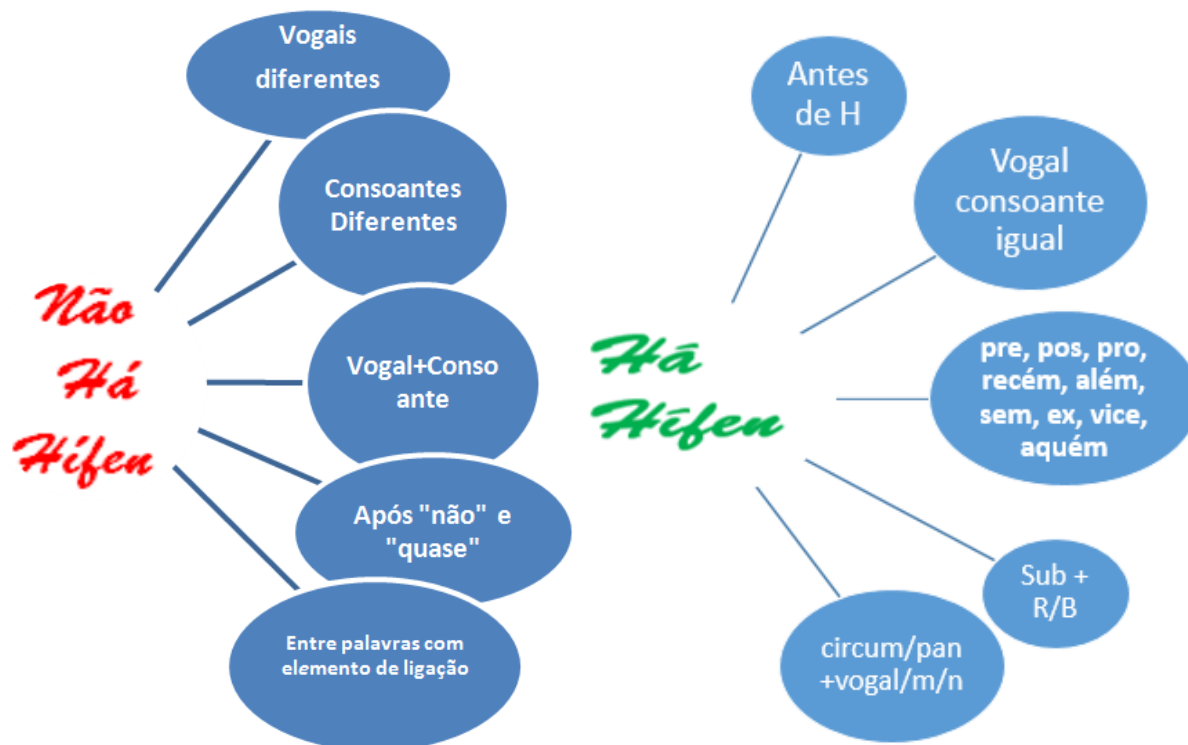 Não
Há
Hífen
Vogais
diferentes
Consoantes
Diferentes
Vogal+Conso
ante
Após "não" e
"quase"
Entre palavras com
elemento de ligação
Há
Hífen
Antes
de H
Vogal
consoante
igual
pre, pos, pro,
recém, além,
sem, ex, vice,
aquém
Sub +
R/B
circum/pan
+vogal/m/n